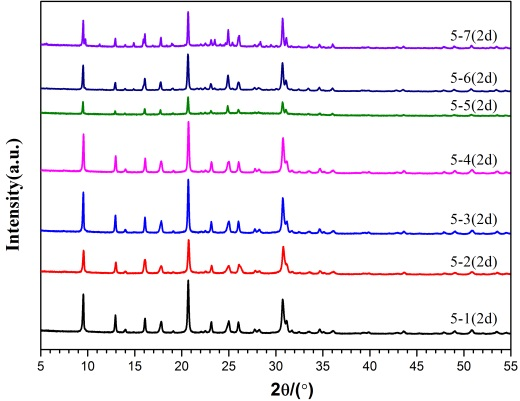 5-7(2d)
5-6(2d)
5-5(2d)
5-4(2d)
5-3(2d)
5-2(2d)
5-1(2d)
Intensity(a.u.)
5 10 15 20 25 30 35 40 45 50 55
2θ/(°)